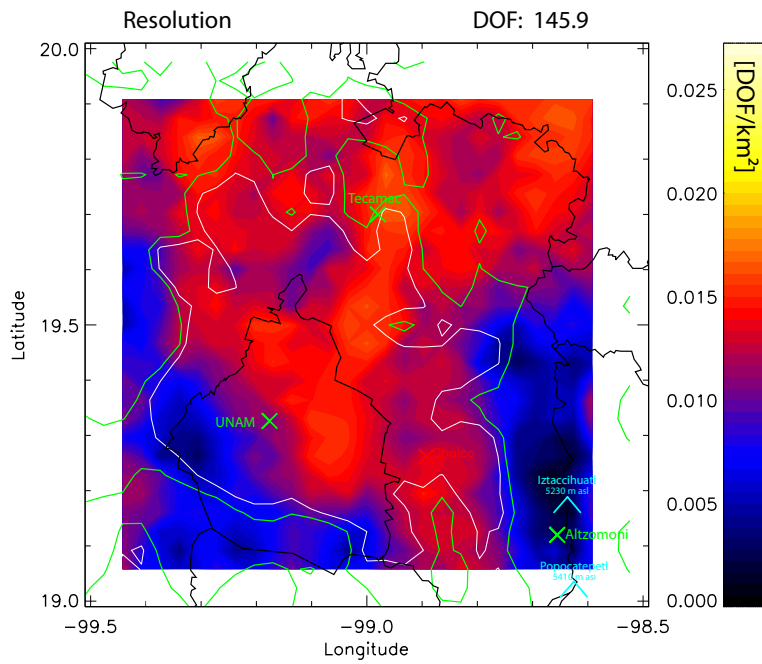 Resolution DOF: 145.9
20.0
19.5
19.0
Latitude
−99.5 −99.0 −98.5
Longitude
Tecamac
UNAM
Chalco
Iztaccihuatl
5230 m asl
Altzomoni
Popocatepetl
5410 m asl
[DOF/km²]
0.025
0.020
0.015
0.010
0.005
0.000